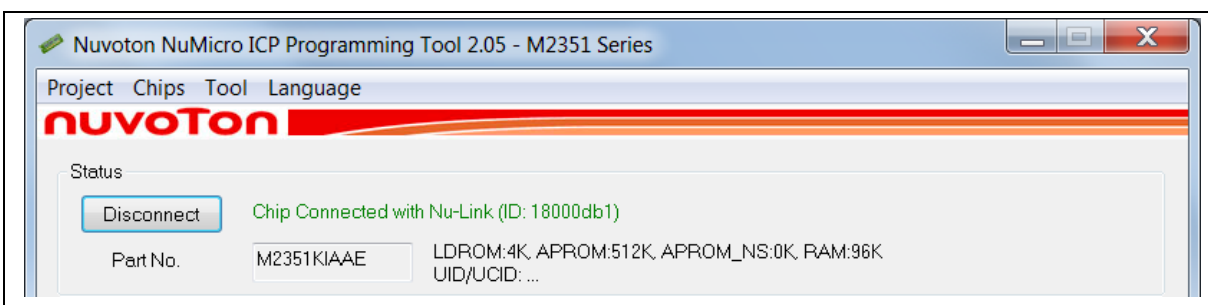 Nuvoton NuMicro ICP Programming Tool 2.05 - M2351 Series
Project Chips Tool Language
nuvoTon
Status
Disconnect Chip Connected with Nu-Link (ID: 18000db1)
Part No. M2351KIAAE LDROM:4K, APROM:512K, APROM_NS:0K, RAM:96K
UID/UCID: ...